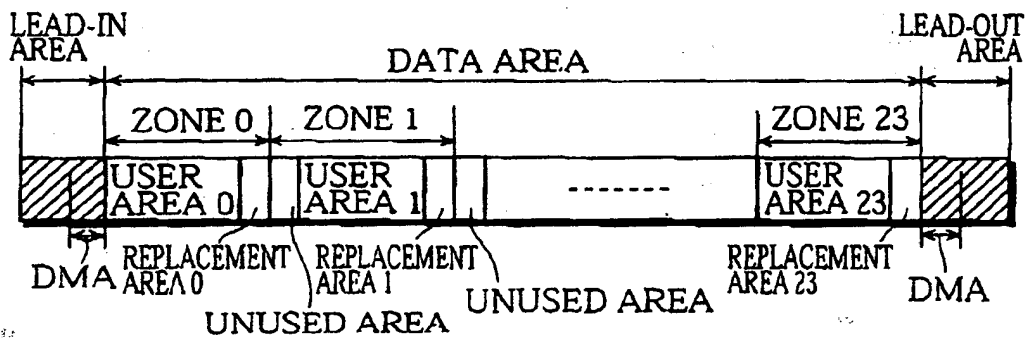 LEAD-IN
AREA
LEAD-OUT
AREA
DATA AREA
ZONE 0
ZONE 1
ZONE 23
USER
AREA 0
USER
AREA 1
-------
USER
AREA 23
DMA
REPLACEMENT
AREA 0
REPLACEMENT
AREA 1
REPLACEMENT
AREA 23
DMA
UNUSED AREA
UNUSED AREA